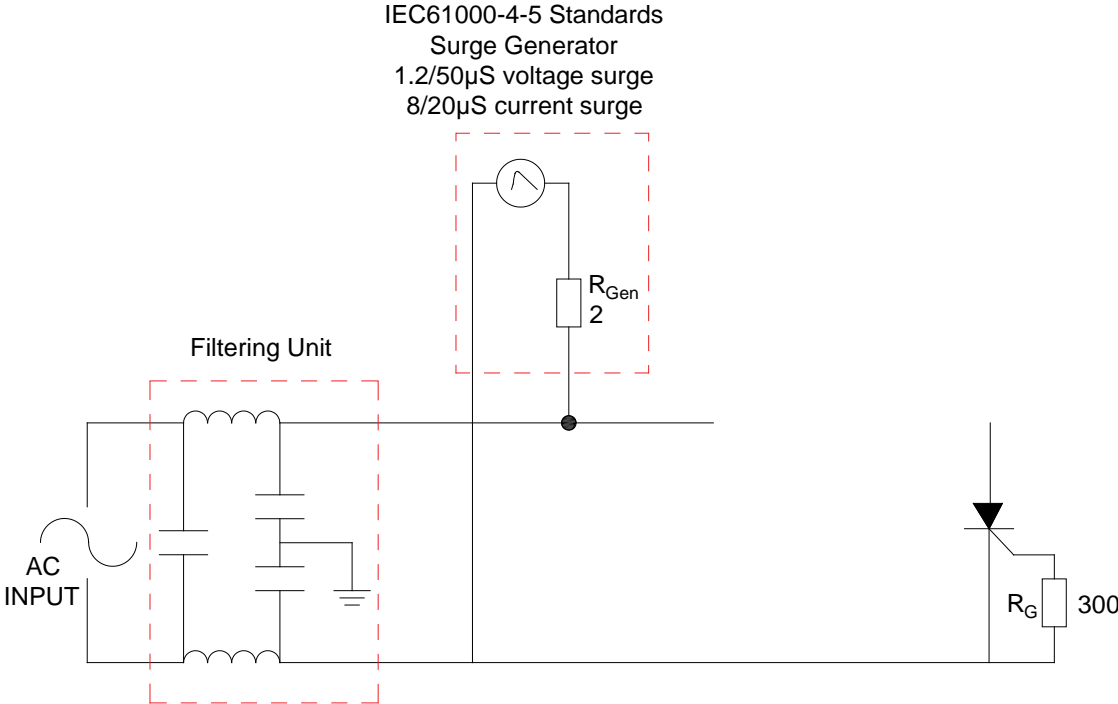 IEC61000-4-5 Standards
Surge Generator
1.2/50µS voltage surge
8/20µS current surge
RGen
2
Filtering Unit
AC
INPUT
RG 300